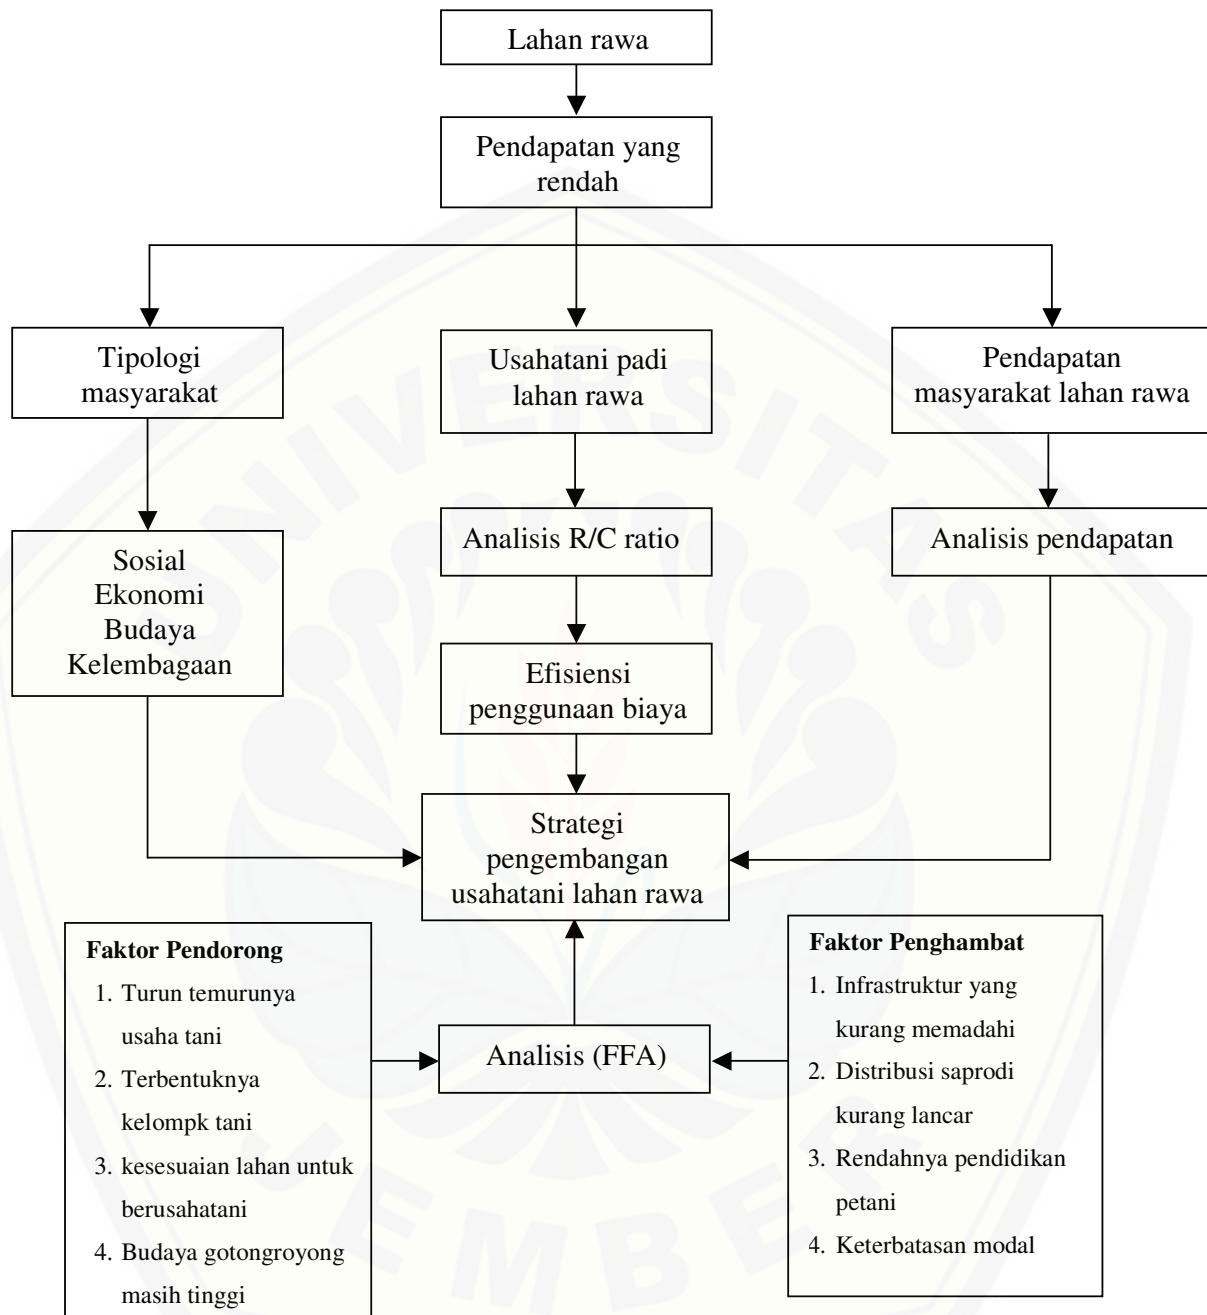 Lahan rawa
Pendapatan yang
rendah
Tipologi
masyarakat
Usahatani padi
lahan rawa
Pendapatan
masyarakat lahan rawa
Sosial
Ekonomi
Budaya
Kelembagaan
Analisis R/C ratio
Analisis pendapatan
Efisiensi
penggunaan biaya
Strategi
pengembangan
usahatani lahan rawa
Faktor Pendorong
1. Turun temurunya
usaha tani
2. Terbentuknya
kelompk tani
3. kesesuaian lahan untuk
berusahatani
4. Budaya gotongroyong
masih tinggi
Analisis (FFA)
Faktor Penghambat
1. Infrastruktur yang
kurang memadahi
2. Distribusi saprodi
kurang lancar
3. Rendahnya pendidikan
petani
4. Keterbatasan modal
UNIVERSITAS
JEMBER